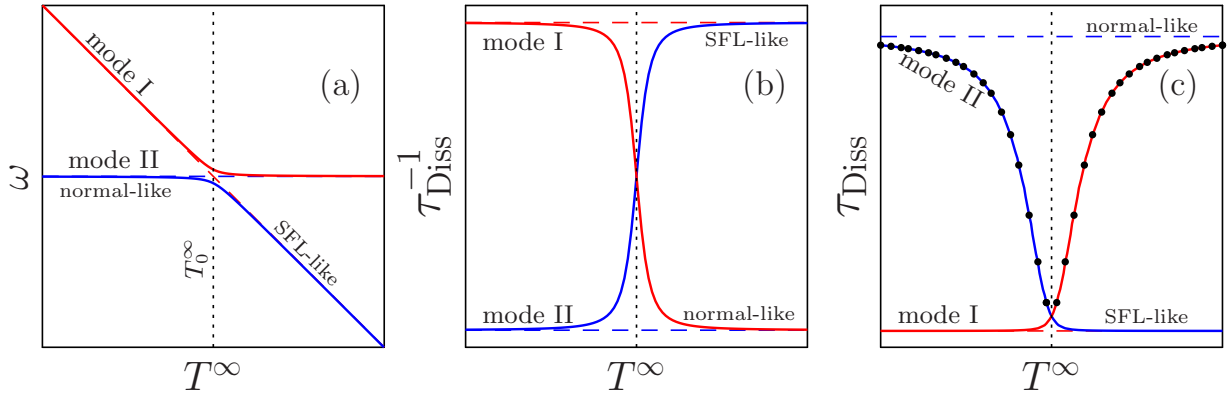 mode I
(a)
mode II
normal-like
SFL-like
T₀^∞
ω
T^∞
mode I
SFL-like
(b)
mode II
normal-like
τ_Diss^−1
T^∞
normal-like
mode II
(c)
mode I
SFL-like
τ_Diss
T^∞